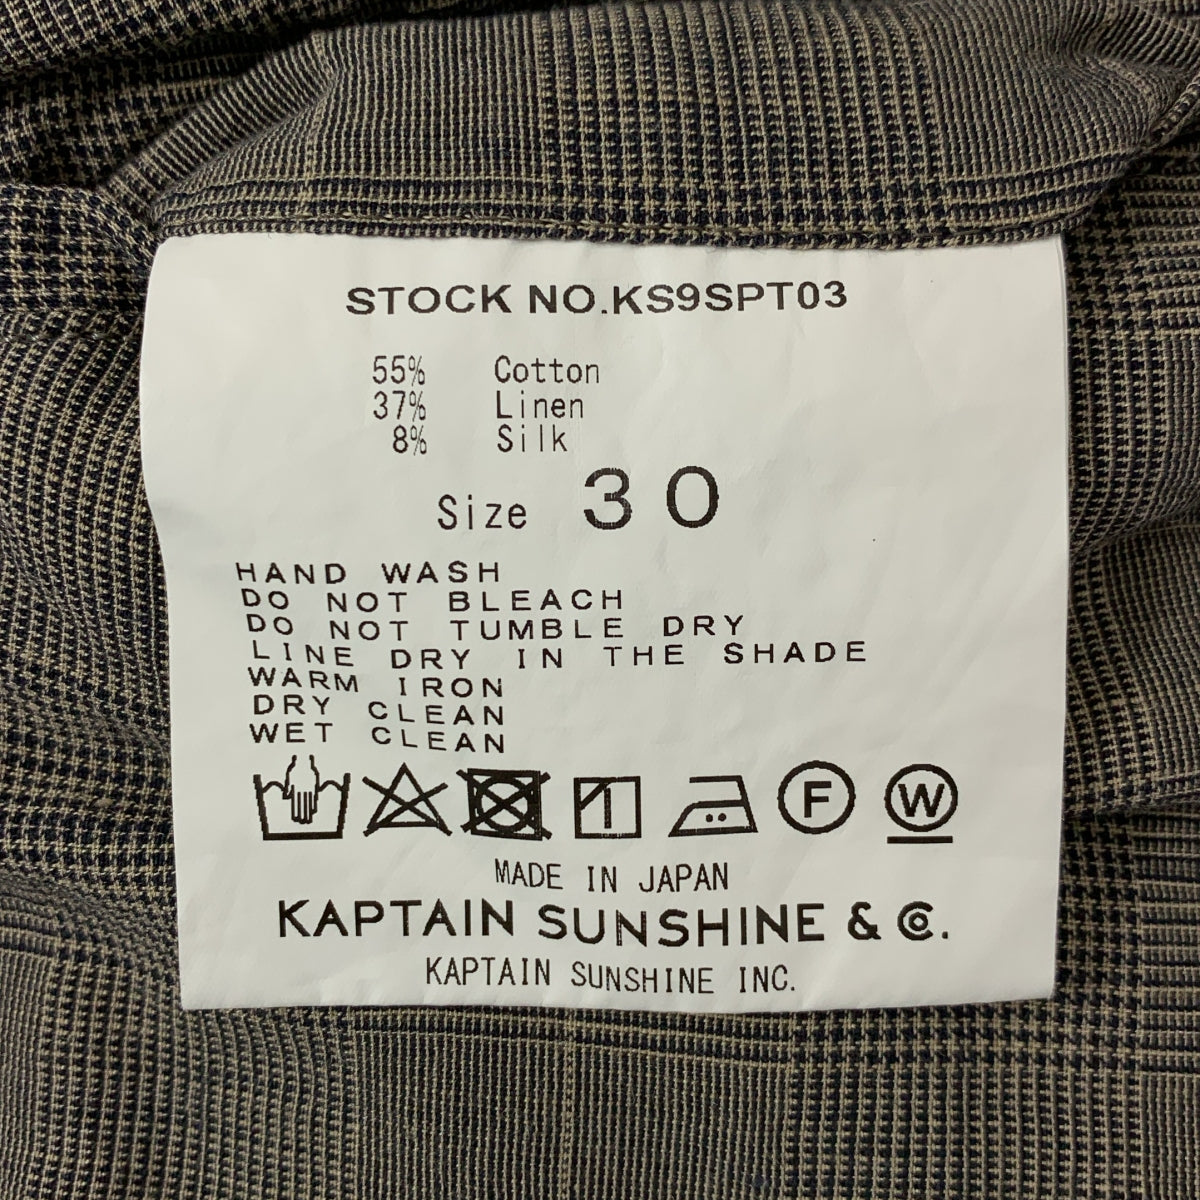 STOCK NO.KS9SPT03
55% Cotton
37% Linen
8% Silk
Size 30
HAND WASH
DO NOT BLEACH
DO NOT TUMBLE DRY
LINE DRY IN THE SHADE
WARM IRON
DRY CLEAN
WET CLEAN
F W
MADE IN JAPAN
KAPTAIN SUNSHINE & Co.
KAPTAIN SUNSHINE INC.